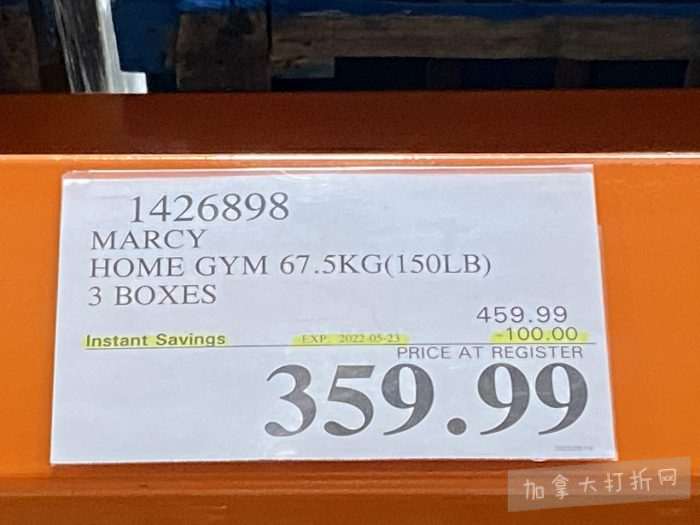 1426898
MARCY
HOME GYM 67.5KG(150LB)
3 BOXES
459.99
Instant Savings EXP. 2022-05-23 -100.00
PRICE AT REGISTER
359.99
加拿大打折网